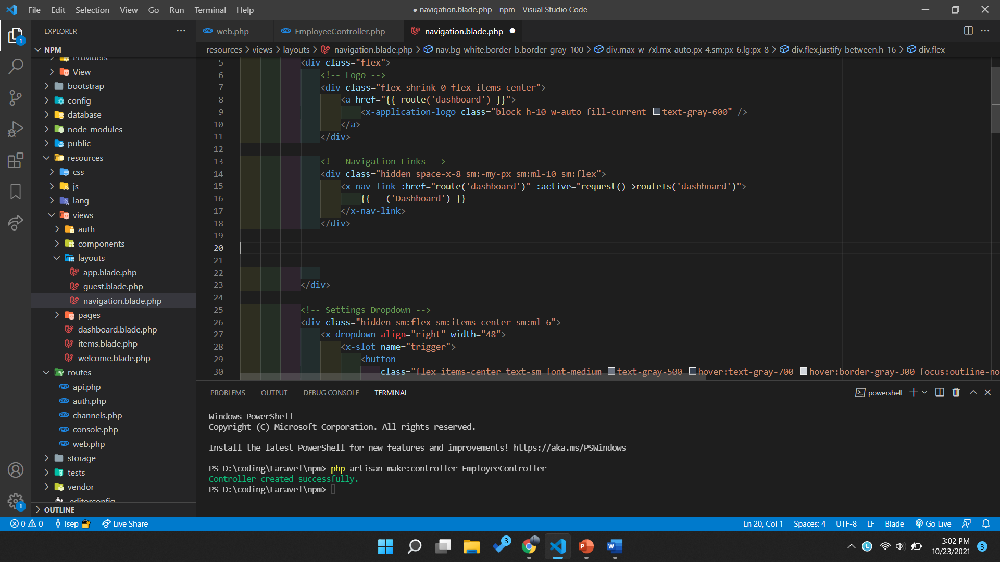 File Edit Selection View Go Run Terminal Help
● navigation.blade.php - npm - Visual Studio Code
EXPLORER
web.php
EmployeeController.php
navigation.blade.php
resources > views > layouts > navigation.blade.php > nav.bg-white.border-b.border-gray-100 > div.max-w-7xl.mx-auto.px-4.sm:px-6.lg:px-8 > div.flex.justify-between.h-16 > div.flex
1
NPM
Providers
View
bootstrap
config
database
node_modules
public
resources
css
js
lang
views
auth
components
layouts
app.blade.php
guest.blade.php
navigation.blade.php
pages
dashboard.blade.php
items.blade.php
welcome.blade.php
routes
api.php
auth.php
channels.php
console.php
web.php
storage
tests
vendor
.editorconfig
OUTLINE
1
5 <div class="flex">
6 <!-- Logo -->
7 <div class="flex-shrink-0 flex items-center">
8 <a href="{{ route('dashboard') }}">
9 <x-application-logo class="block h-10 w-auto fill-current text-gray-600" />
10 </a>
11 </div>
12
13 <!-- Navigation Links -->
14 <div class="hidden space-x-8 sm:-my-px sm:ml-10 sm:flex">
15 <x-nav-link :href="route('dashboard')" :active="request()->routeIs('dashboard')">
16 {{ __('Dashboard') }}
17 </x-nav-link>
18 </div>
19
20
21
22
23 </div>
24
25 <!-- Settings Dropdown -->
26 <div class="hidden sm:flex sm:items-center sm:ml-6">
27 <x-dropdown align="right" width="48">
28 <x-slot name="trigger">
29 <button
30 class="flex items-center text-sm font-medium text-gray-500 hover:text-gray-700 hover:border-gray-300 focus:outline-no
PROBLEMS OUTPUT DEBUG CONSOLE TERMINAL
powershell
Windows PowerShell
Copyright (C) Microsoft Corporation. All rights reserved.
Install the latest PowerShell for new features and improvements! https://aka.ms/PSWindows
PS D:\coding\Laravel\npm> php artisan make:controller EmployeeController
Controller created successfully.
PS D:\coding\Laravel\npm>
0 0 Isep Live Share
Ln 20, Col 1 Spaces: 4 UTF-8 LF Blade Go Live
3
P
W
L
3:02 PM
10/23/2021
3